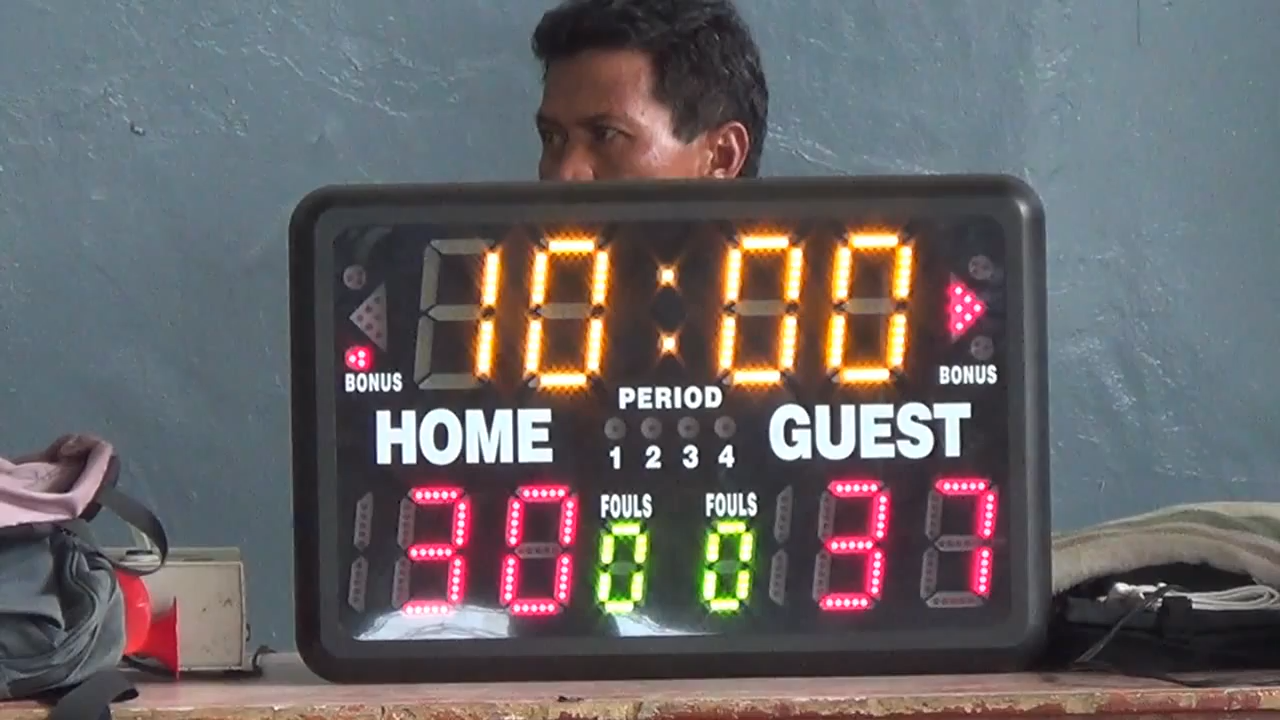 10:00
BONUS PERIOD BONUS
HOME 1 2 3 4 GUEST
FOULS FOULS
30 0 0 37